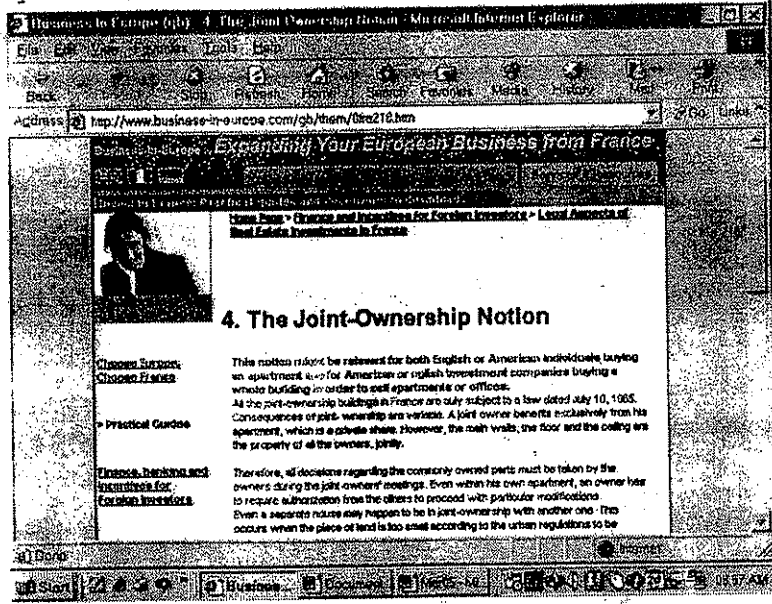 Business in Europe (gb) - 4. The Joint Ownership Notion - Microsoft Internet Explorer
File Edit View Favorites Tools Help
Back Stop Refresh Home Search Favorites Media History Mail Print
Address http://www.business-in-europe.com/gb/them/ Go Links
Expanding Your European Business from France
Home Page > Finance and Incentives for Foreign Investors > Legal Aspects of
Real Estate Investments in France
4. The Joint-Ownership Notion
Choose Europe,
Choose France
> Practical Guides
Finance, banking and
incentives for
foreign investors
This notion might be relevant for both English or American individuals buying
an apartment for American or nglish investment companies buying a
whole building in order to sell apartments or offices.
All the joint-ownership buildings in France are duly subject to a law dated July 10, 1965.
Consequences of joint- wnership are various. A joint owner benefits exclusively from his
apartment, which is a private share. However, the main walls, the floor and the ceiling are
the property of all the owners, jointly.
Therefore, all decisions regarding the commonly owned parts must be taken by the
owners during the joint-owners' meetings. Even within his own apartment, an owner has
to require authorization from the others to proceed with particular modifications.
Even a separate house may happen to be in joint-ownership with another one. This
occurs when the piece of land is too small according to the urban regulations to be
Done
Internet
Start Business... Document 08:57 AM